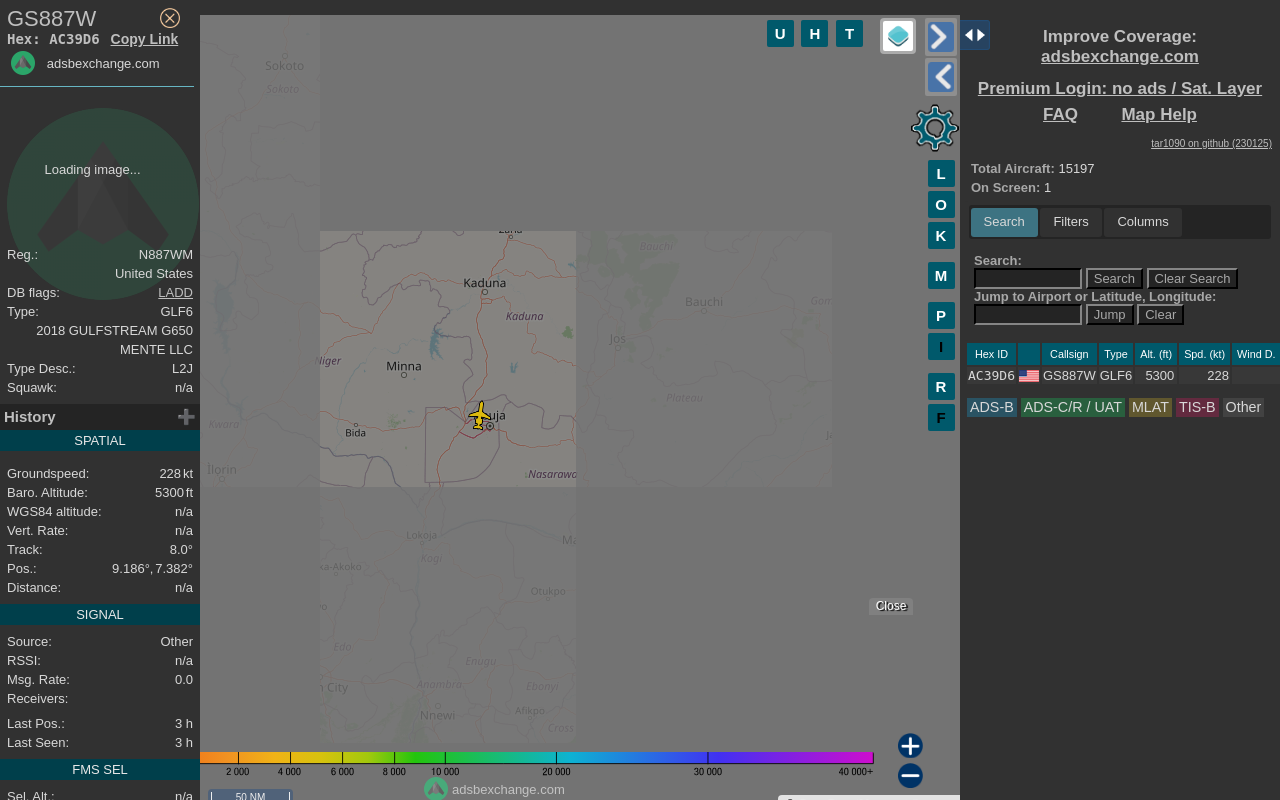 GS887W
Hex: AC39D6 Copy Link
adsbexchange.com
Loading image...
Reg.: N887WM
United States
DB flags: LADD
Type: GLF6
2018 GULFSTREAM G650
MENTE LLC
Type Desc.: L2J
Squawk: n/a
History
SPATIAL
Groundspeed: 228 kt
Baro. Altitude: 5300 ft
WGS84 altitude: n/a
Vert. Rate: n/a
Track: 8.0°
Pos.: 9.186°, 7.382°
Distance: n/a
SIGNAL
Source: Other
RSSI: n/a
Msg. Rate: 0.0
Receivers:
Last Pos.: 3 h
Last Seen: 3 h
FMS SEL
Sel. Alt.: n/a
U H T
L
O
K
M
P
I
R
F
Sokoto
Sokoto
Kaduna
Kaduna
Bauchi
Bauchi
Jos
Minna
Plateau
Bida
Kwara
Ilorin
Nasarawa
Lokoja
Kogi
Otukpo
Edo
Enugu
Anambra
Ebonyi
Nnewi
Afikpo
Cross
Close
2 000 4 000 6 000 8 000 10 000 20 000 30 000 40 000+
adsbexchange.com
50 NM
Improve Coverage:
adsbexchange.com
Premium Login: no ads / Sat. Layer
FAQ Map Help
tar1090 on github (230125)
Total Aircraft: 15197
On Screen: 1
Search Filters Columns
Search:
Search Clear Search
Jump to Airport or Latitude, Longitude:
Jump Clear
Hex ID Callsign Type Alt. (ft) Spd. (kt) Wind D.
AC39D6 GS887W GLF6 5300 228
ADS-B ADS-C/R / UAT MLAT TIS-B Other